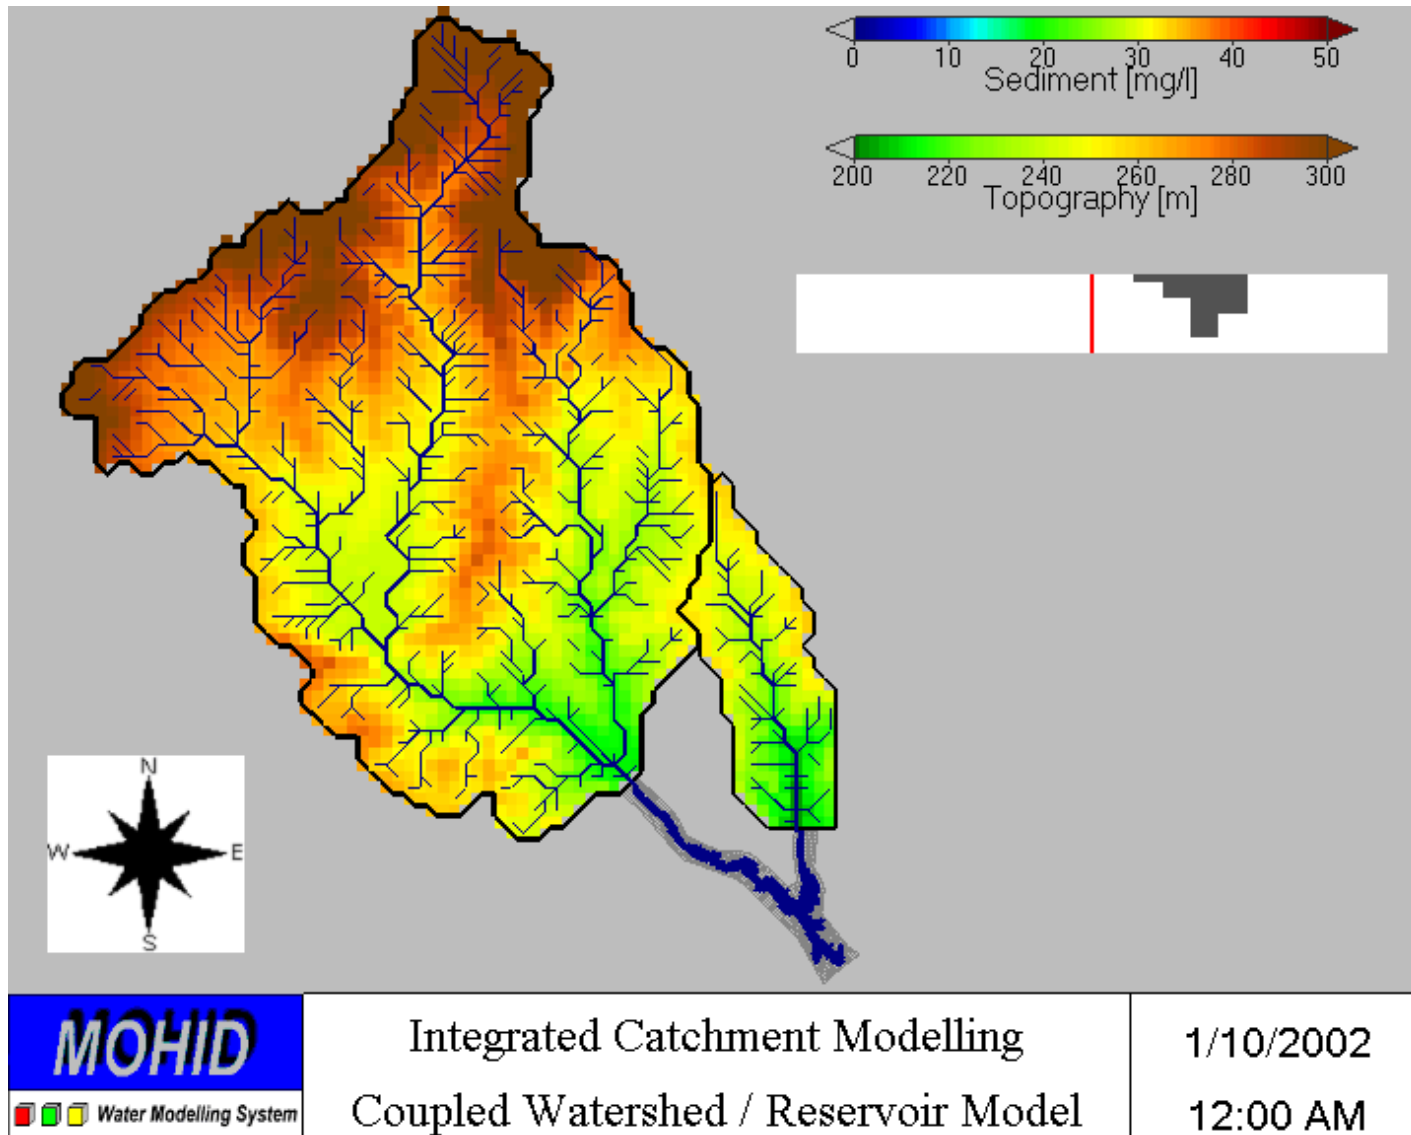 0 10 20 30 40 50
Sediment [mg/l]
200 220 240 260 280 300
Topography [m]
N
W E
S
MOHID
Water Modelling System
Integrated Catchment Modelling
Coupled Watershed / Reservoir Model
1/10/2002
12:00 AM